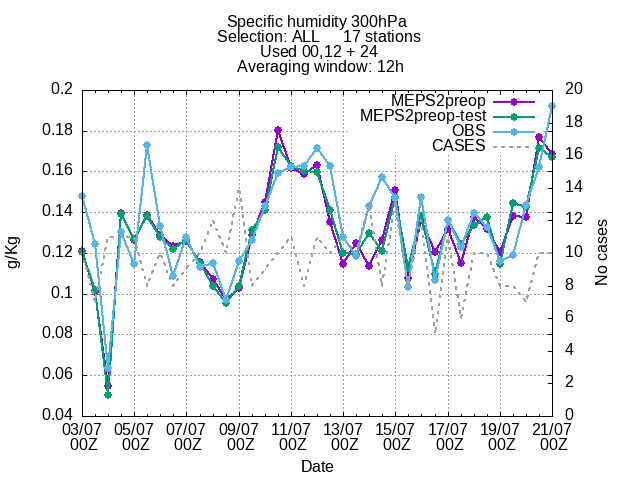 Specific humidity 300hPa
Selection: ALL 17 stations
Used 00,12 + 24
Averaging window: 12h
MEPS2preop
MEPS2preop-test
OBS
CASES
g/Kg
0.2
0.18
0.16
0.14
0.12
0.1
0.08
0.06
0.04
No cases
20
18
16
14
12
10
8
6
4
2
0
03/07 05/07 07/07 09/07 11/07 13/07 15/07 17/07 19/07 21/07
00Z 00Z 00Z 00Z 00Z 00Z 00Z 00Z 00Z 00Z
Date